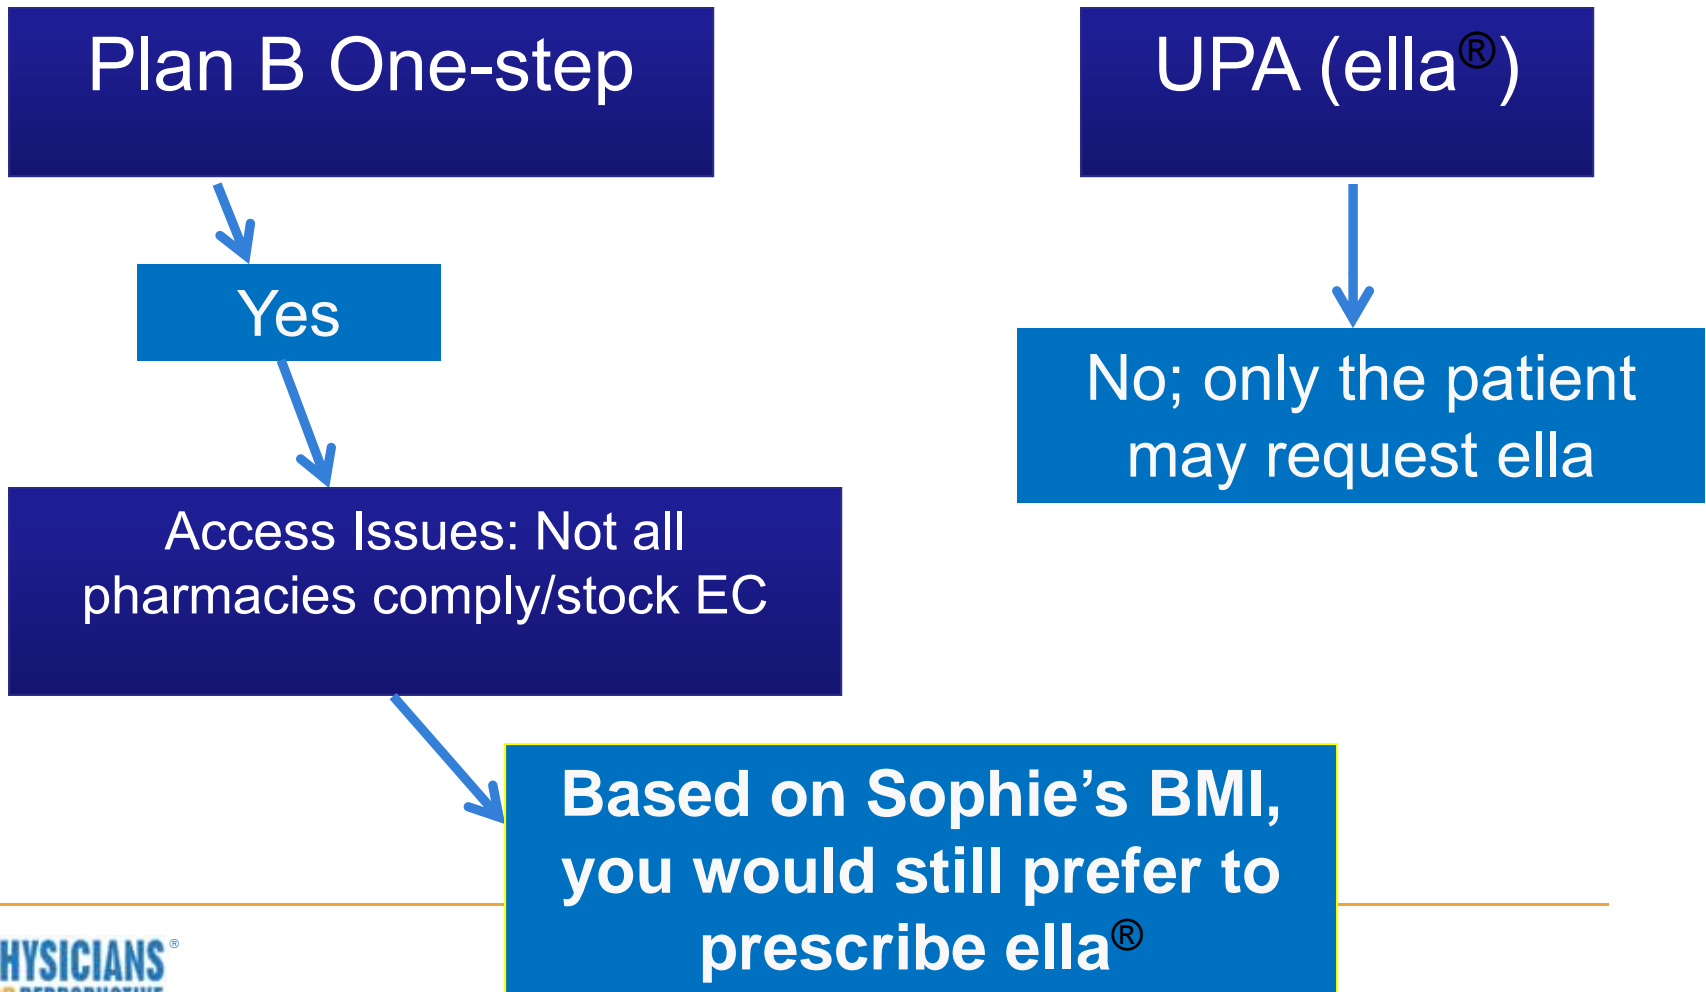 Plan B One-step
UPA (ella®)
Yes
No; only the patient
may request ella
Access Issues: Not all
pharmacies comply/stock EC
Based on Sophie’s BMI,
you would still prefer to
prescribe ella®
HYSICIANS®
REPRODUCTIVE